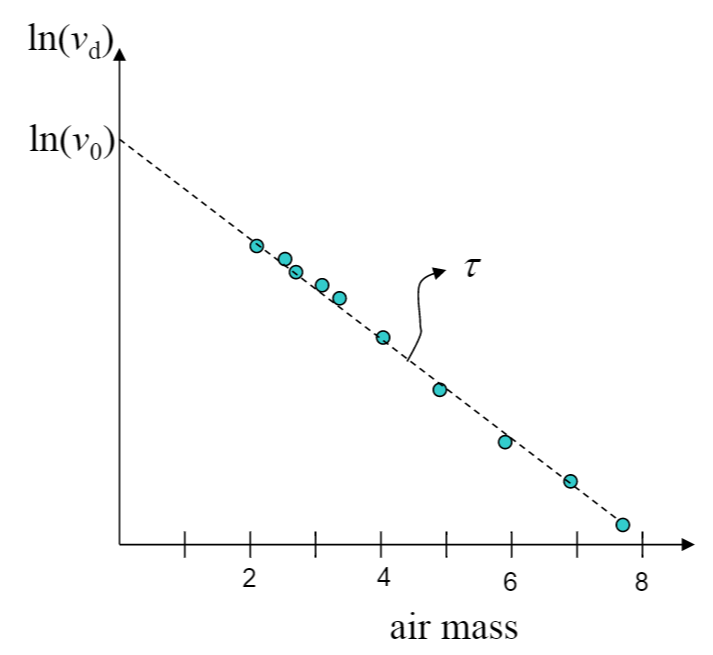 ln(v_d)
ln(v_0)
τ
2 4 6 8
air mass